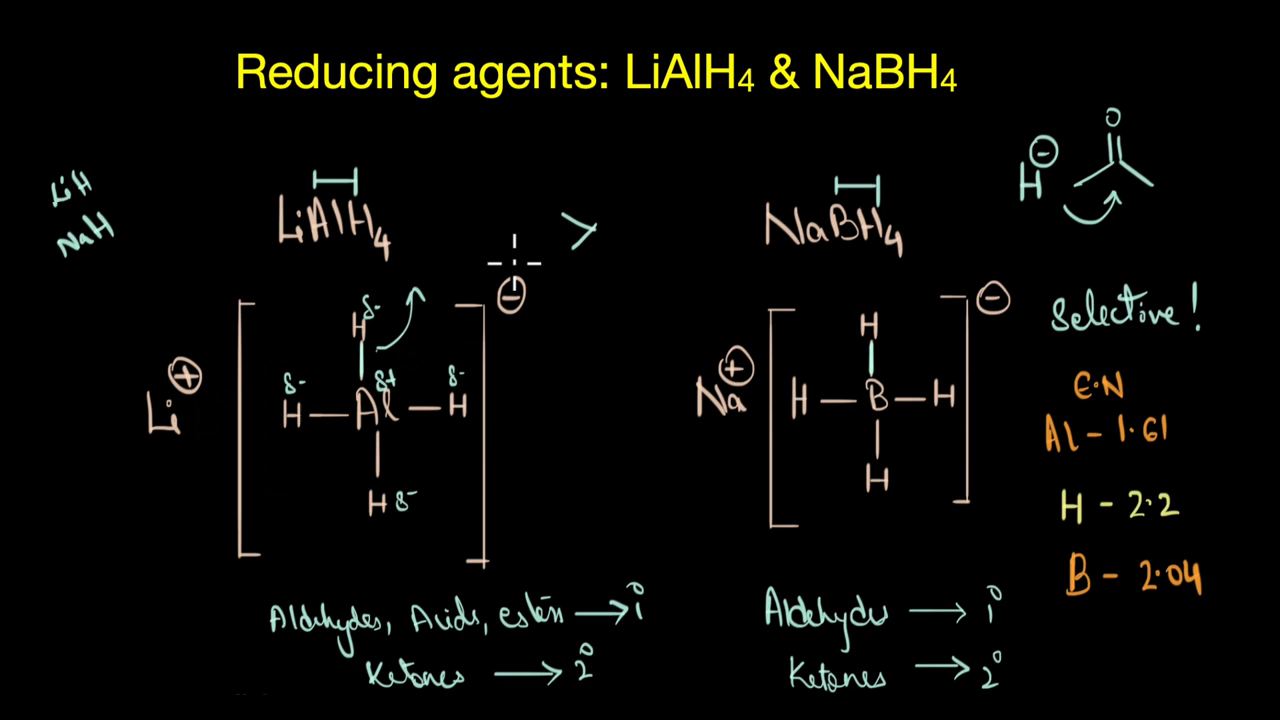 Reducing agents: LiAlH4 & NaBH4
LiH
NaH
LiAlH4 > NaBH4
H⊖
O
Li⊕
⊖
H δ-
δ- H — Al δ+ — H δ-
H δ-
Na⊕
⊖
H
H — B — H
H
Selective!
E.N
Al - 1.61
H - 2.2
B - 2.04
Aldehydes, Acids, esters → 1°
Ketones → 2°
Aldehydes → 1°
Ketones → 2°